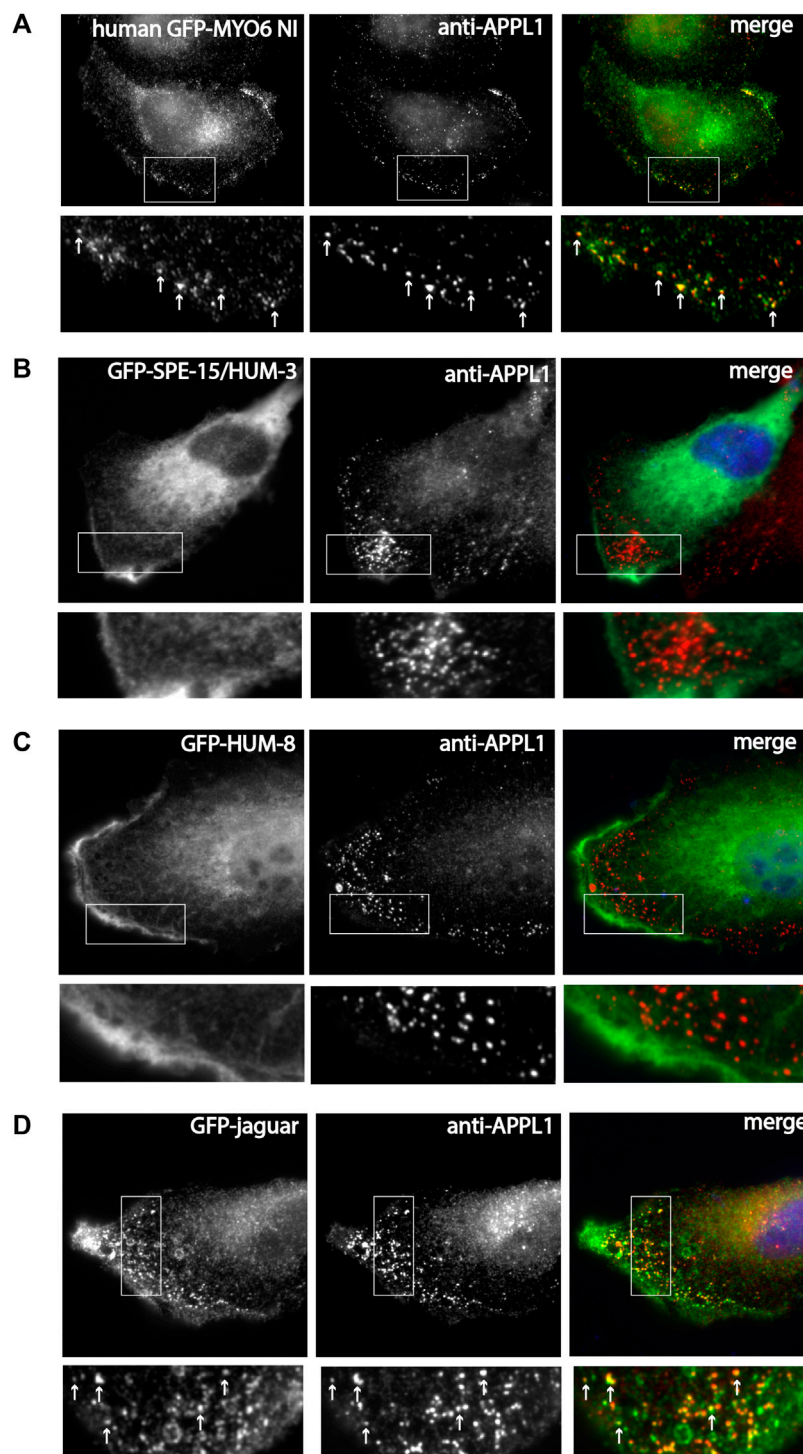 A
human GFP-MYO6 NI
anti-APPL1
merge
B
GFP-SPE-15/HUM-3
anti-APPL1
merge
C
GFP-HUM-8
anti-APPL1
merge
D
GFP-jaguar
anti-APPL1
merge